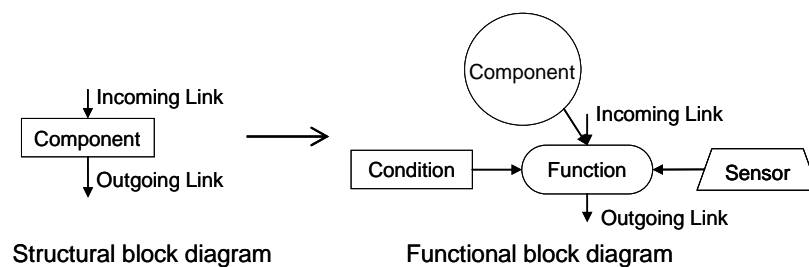 Incoming Link
Component
Outgoing Link
Structural block diagram
Component
Incoming Link
Condition
Function
Sensor
Outgoing Link
Functional block diagram